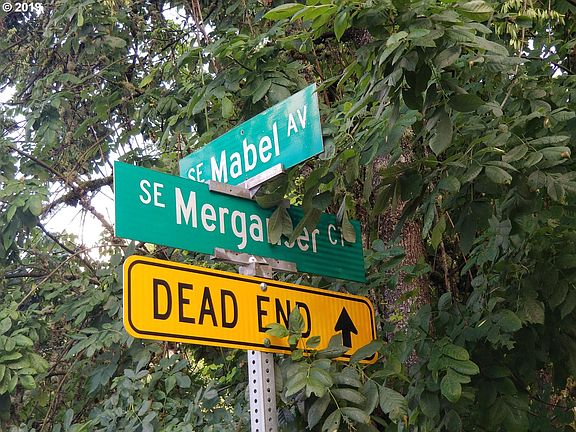 © 2019
SE Mabel AV
SE Merganser CT
DEAD END